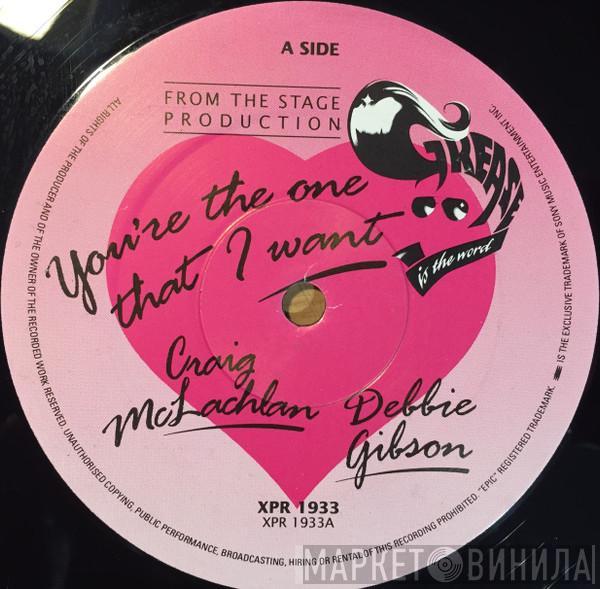 A SIDE
FROM THE STAGE
PRODUCTION
GREASE
is the word
You're the one
that I want
Craig
McLachlan
Debbie
Gibson
XPR 1933
XPR 1933A
ALL RIGHTS OF THE PRODUCER AND OF THE OWNER OF THE RECORDED WORK RESERVED. UNAUTHORISED COPYING, PUBLIC PERFORMANCE, BROADCASTING, HIRING OR RENTAL OF THIS RECORDING PROHIBITED. "EPIC" REGISTERED TRADEMARK. IS THE EXCLUSIVE TRADEMARK OF SONY MUSIC ENTERTAINMENT INC.
МАРКЕТ ВИНИЛА